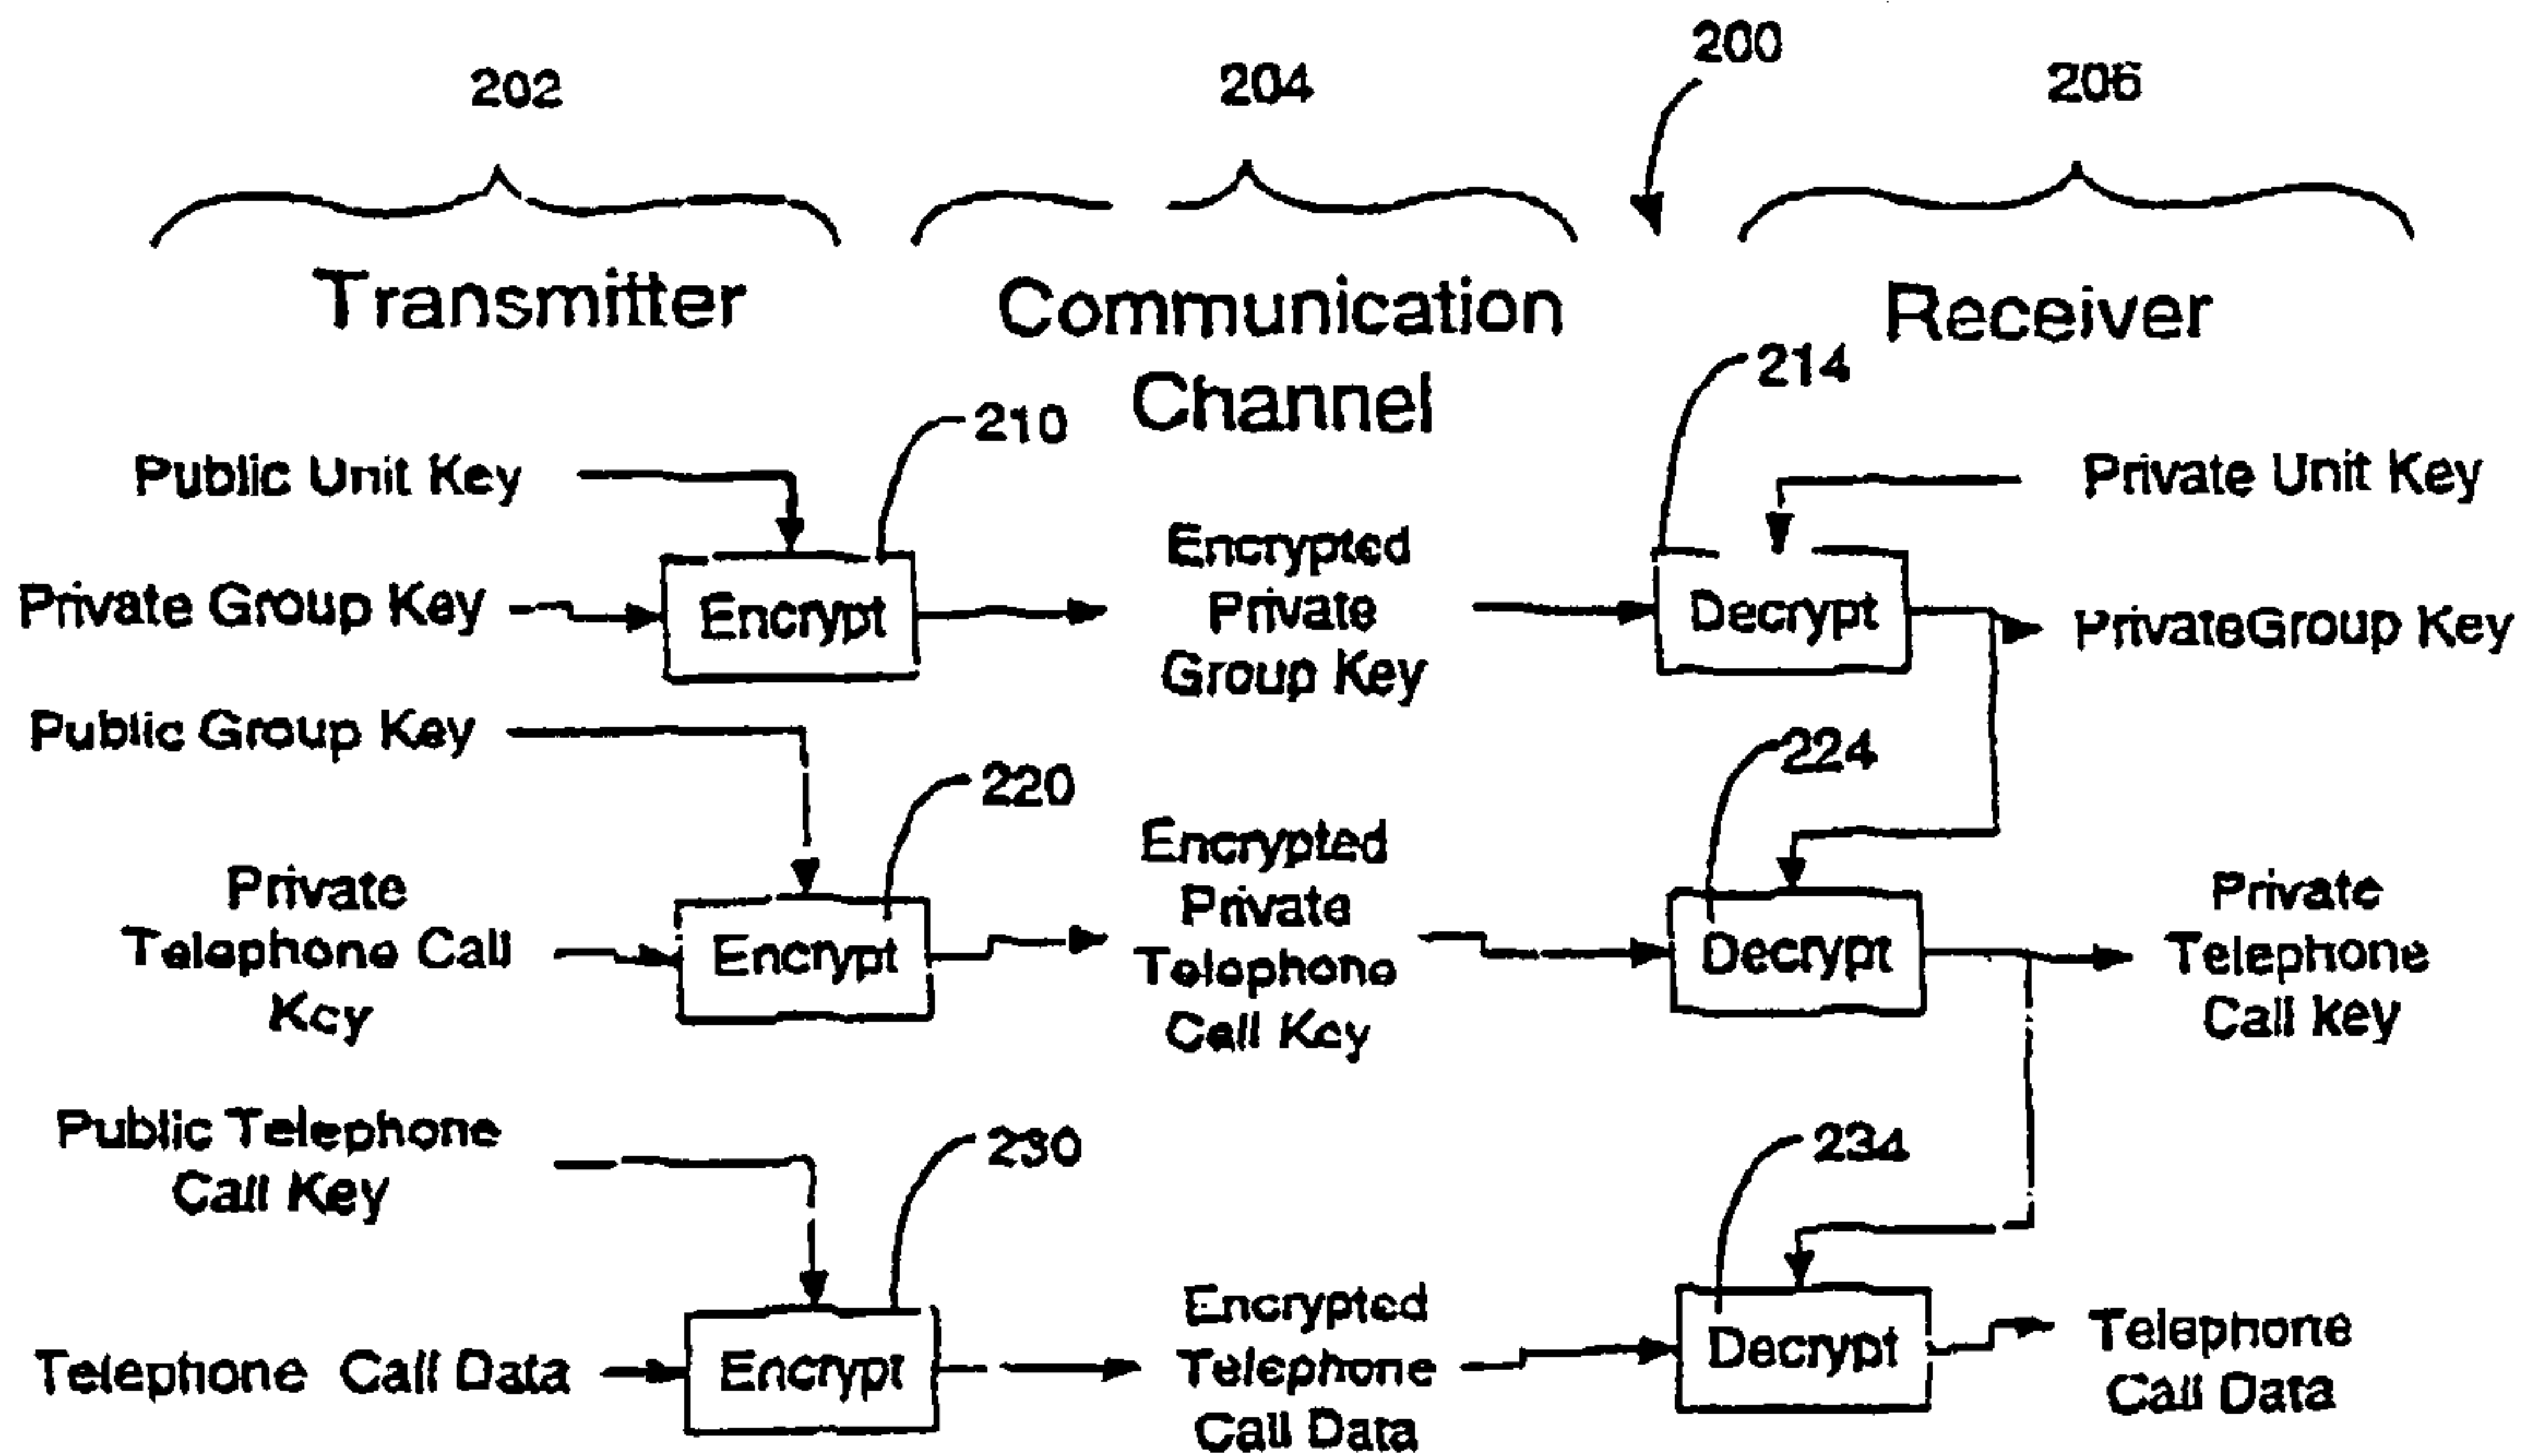 200
202
204
206
Transmitter
Communication
Channel
Receiver
210
214
Public Unit Key
Private Unit Key
Private Group Key
Encrypt
Encrypted
Private
Group Key
Decrypt
PrivateGroup Key
Public Group Key
220
224
Private
Telephone Call
Key
Encrypt
Encrypted
Private
Telephone
Call Key
Decrypt
Private
Telephone
Call key
Public Telephone
Call Key
230
234
Telephone Call Data
Encrypt
Encrypted
Telephone
Call Data
Decrypt
Telephone
Call Data